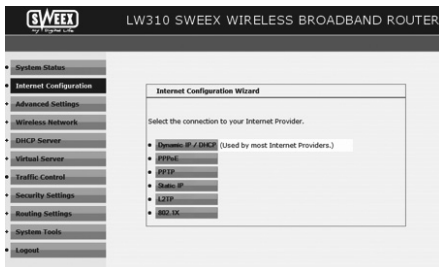 SWEEX
my Digital Life
LW310 SWEEX WIRELESS BROADBAND ROUTER
System Status
Internet Configuration
Advanced Settings
Wireless Network
DHCP Server
Virtual Server
Traffic Control
Security Settings
Routing Settings
System Tools
Logout
Internet Configuration Wizard
Select the connection to your Internet Provider.
Dynamic IP / DHCP (Used by most Internet Providers.)
PPPoE
PPTP
Static IP
L2TP
802.1X